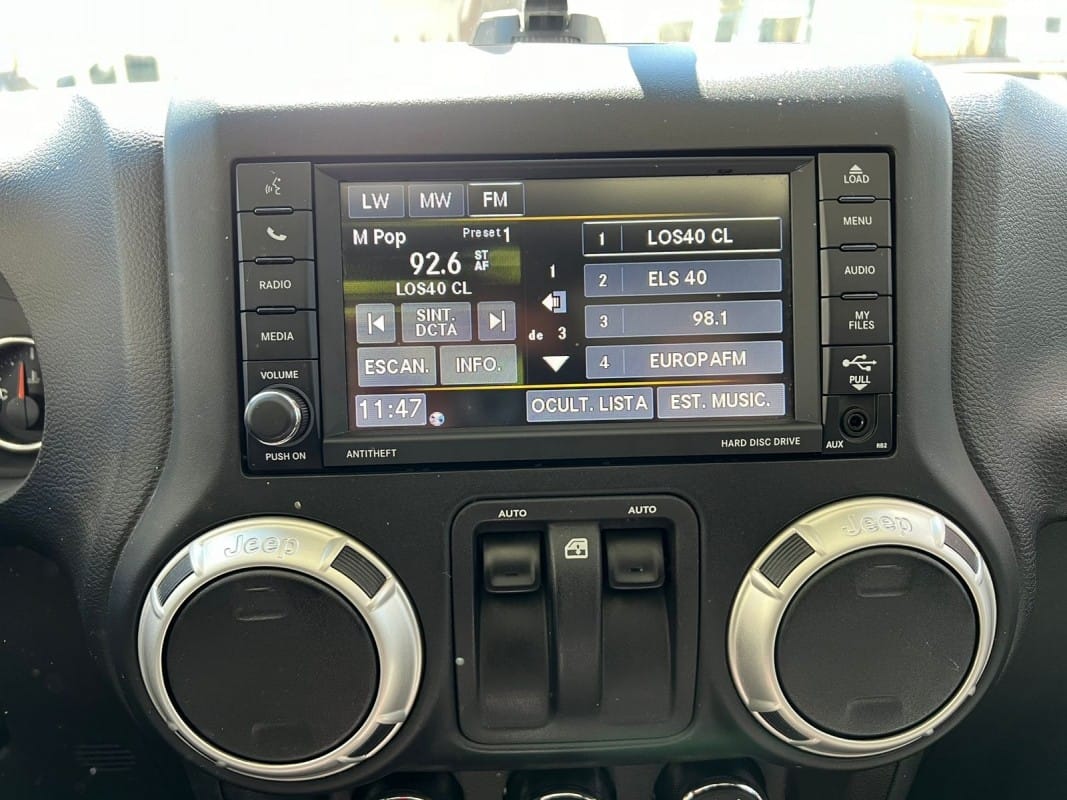 LW MW FM
M Pop Preset 1
92.6 ST AF
LOS40 CL
SINT. DCTA
ESCAN. INFO.
11:47
1
de 3
1 LOS40 CL
2 ELS 40
3 98.1
4 EUROPAFM
OCULT. LISTA EST. MUSIC.
RADIO
MEDIA
VOLUME
PUSH ON
ANTITHEFT
HARD DISC DRIVE
LOAD
MENU
AUDIO
MY
FILES
PULL
AUX
RB2
AUTO AUTO
Jeep
Jeep
C